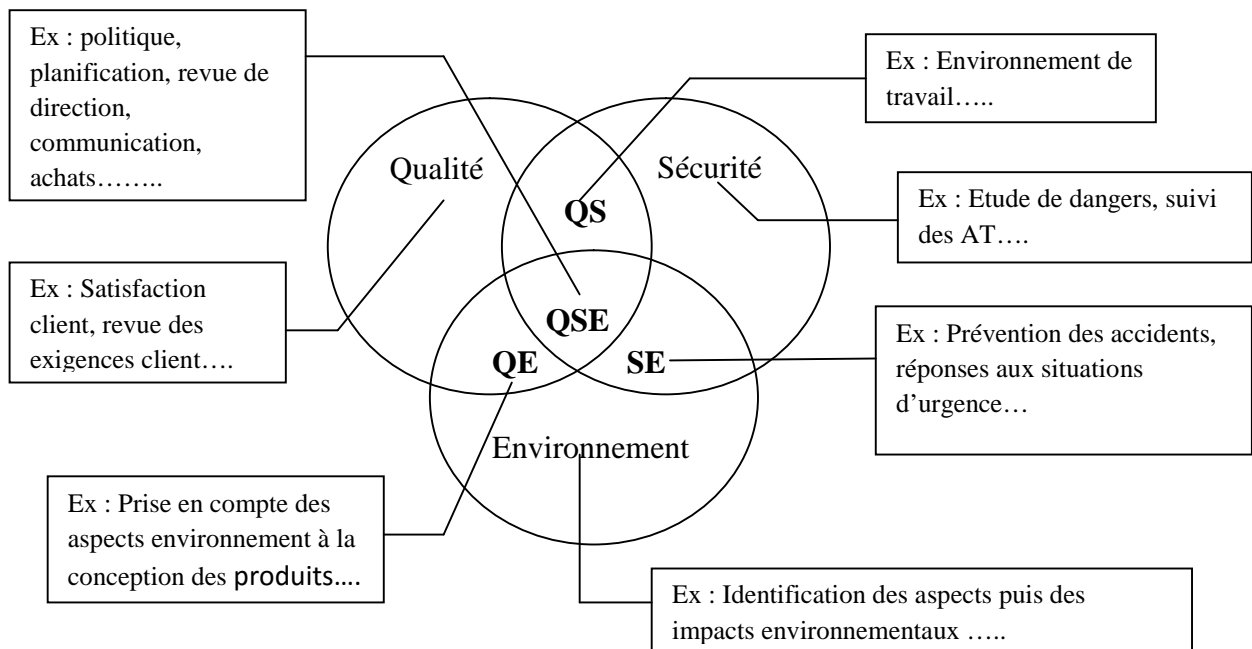 Ex : politique,
planification, revue de
direction,
communication,
achats……..
Ex : Environnement de
travail…..
Qualité
Sécurité
QS
Ex : Etude de dangers, suivi
des AT….
Ex : Satisfaction
client, revue des
exigences client….
QSE
QE
SE
Ex : Prévention des accidents,
réponses aux situations
d’urgence…
Environnement
Ex : Prise en compte des
aspects environnement à la
conception des produits….
Ex : Identification des aspects puis des
impacts environnementaux …..